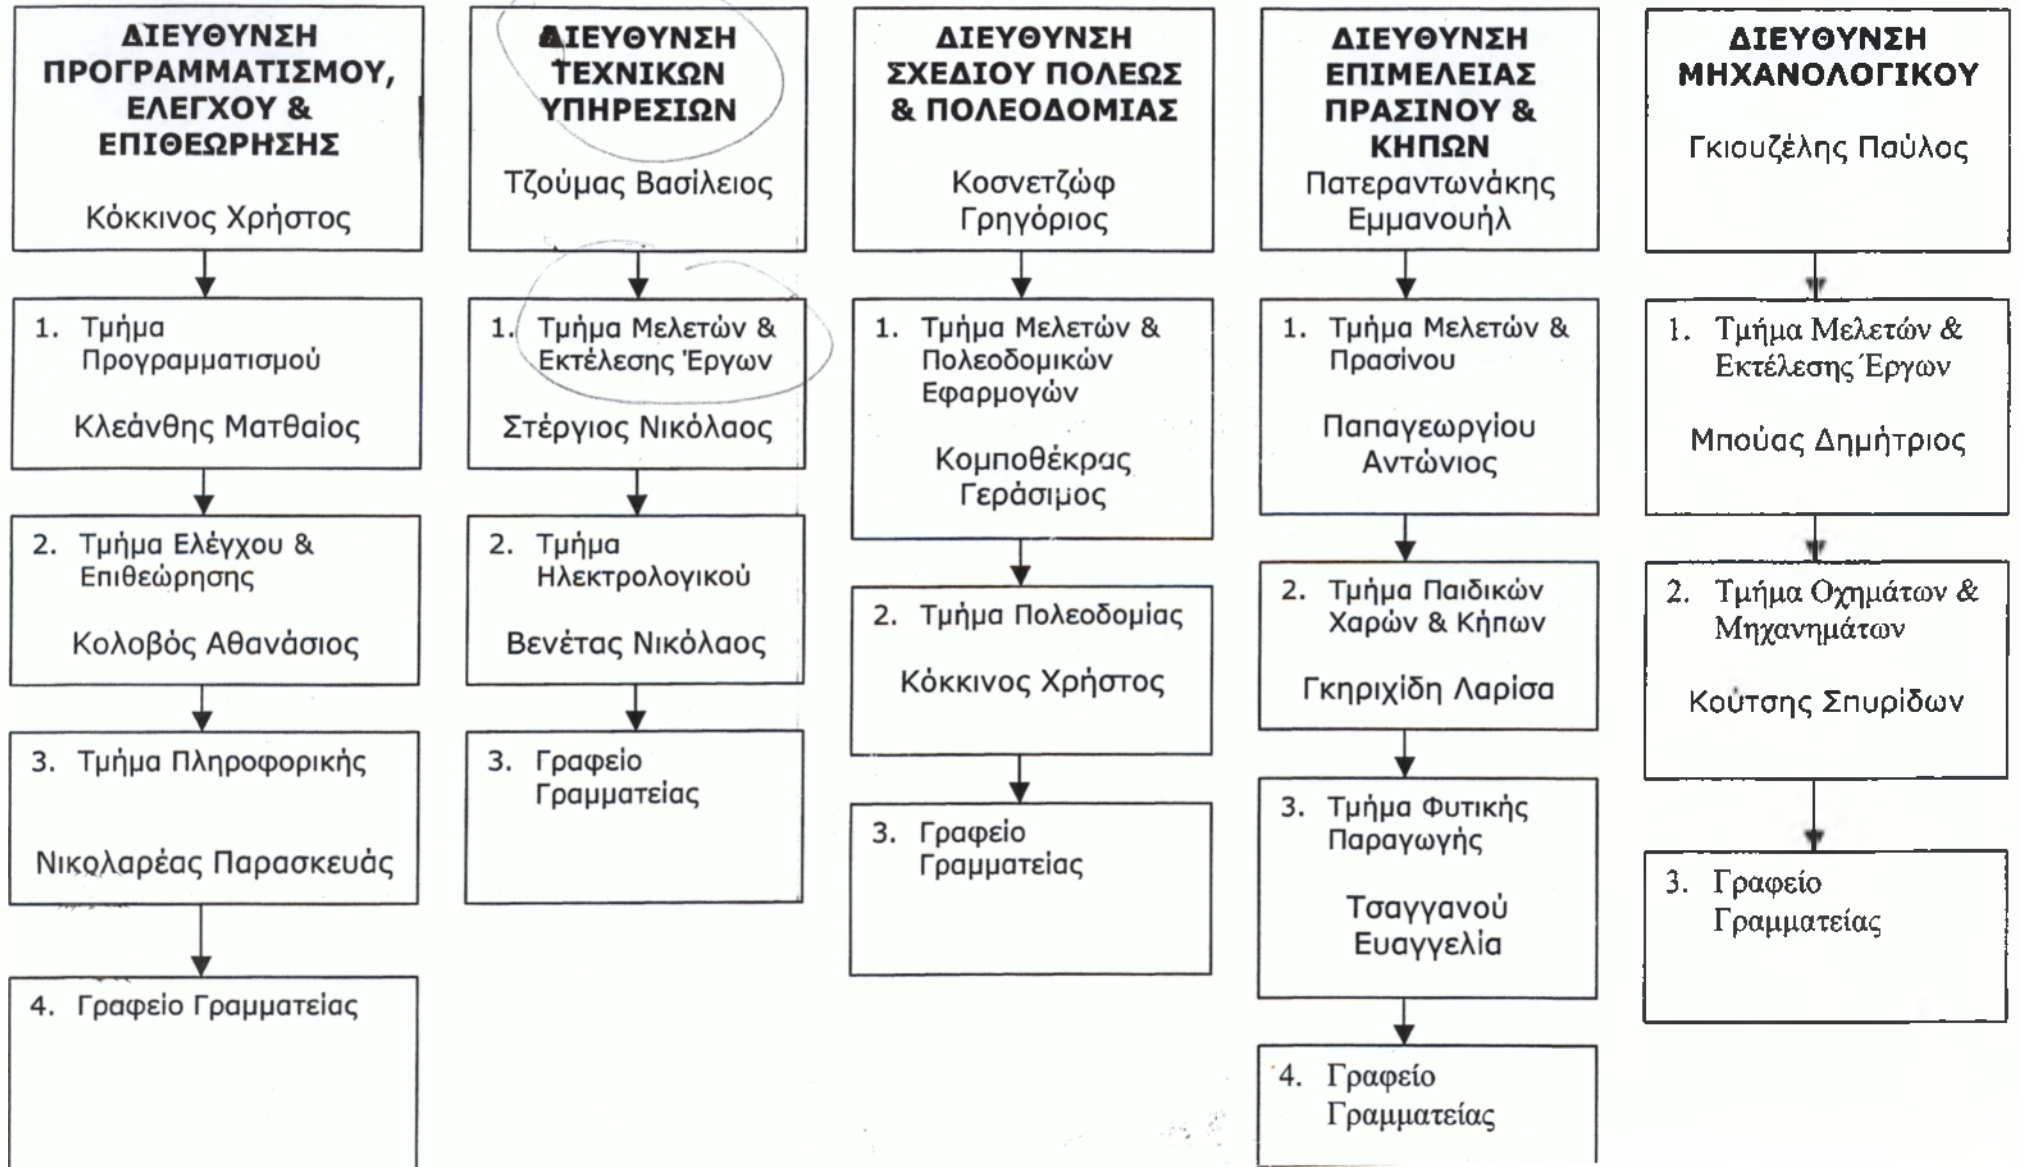 ΔΙΕΥΘΥΝΣΗ
ΠΡΟΓΡΑΜΜΑΤΙΣΜΟΥ,
ΕΛΕΓΧΟΥ &
ΕΠΙΘΕΩΡΗΣΗΣ
Κόκκινος Χρήστος
1. Τμήμα
Προγραμματισμού
Κλεάνθης Ματθαίος
2. Τμήμα Ελέγχου &
Επιθεώρησης
Κολοβός Αθανάσιος
3. Τμήμα Πληροφορικής
Νικολαρέας Παρασκευάς
4. Γραφείο Γραμματείας
ΔΙΕΥΘΥΝΣΗ
ΤΕΧΝΙΚΩΝ
ΥΠΗΡΕΣΙΩΝ
Τζούμας Βασίλειος
1. Τμήμα Μελετών &
Εκτέλεσης Έργων
Στέργιος Νικόλαος
2. Τμήμα
Ηλεκτρολογικού
Βενέτας Νικόλαος
3. Γραφείο
Γραμματείας
ΔΙΕΥΘΥΝΣΗ
ΣΧΕΔΙΟΥ ΠΟΛΕΩΣ
& ΠΟΛΕΟΔΟΜΙΑΣ
Κοσνετζώφ
Γρηγόριος
1. Τμήμα Μελετών &
Πολεοδομικών
Εφαρμογών
Κομποθέκρας
Γεράσιμος
2. Τμήμα Πολεοδομίας
Κόκκινος Χρήστος
3. Γραφείο
Γραμματείας
ΔΙΕΥΘΥΝΣΗ
ΕΠΙΜΕΛΕΙΑΣ
ΠΡΑΣΙΝΟΥ &
ΚΗΠΩΝ
Πατεραντωνάκης
Εμμανουήλ
1. Τμήμα Μελετών &
Πρασίνου
Παπαγεωργίου
Αντώνιος
2. Τμήμα Παιδικών
Χαρών & Κήπων
Γκηριχίδη Λαρίσα
3. Τμήμα Φυτικής
Παραγωγής
Τσαγγανού
Ευαγγελία
4. Γραφείο
Γραμματείας
ΔΙΕΥΘΥΝΣΗ
ΜΗΧΑΝΟΛΟΓΙΚΟΥ
Γκιουζέλης Παύλος
1. Τμήμα Μελετών &
Εκτέλεσης Έργων
Μπούας Δημήτριος
2. Τμήμα Οχημάτων &
Μηχανημάτων
Κούτσης Σπυρίδων
3. Γραφείο
Γραμματείας